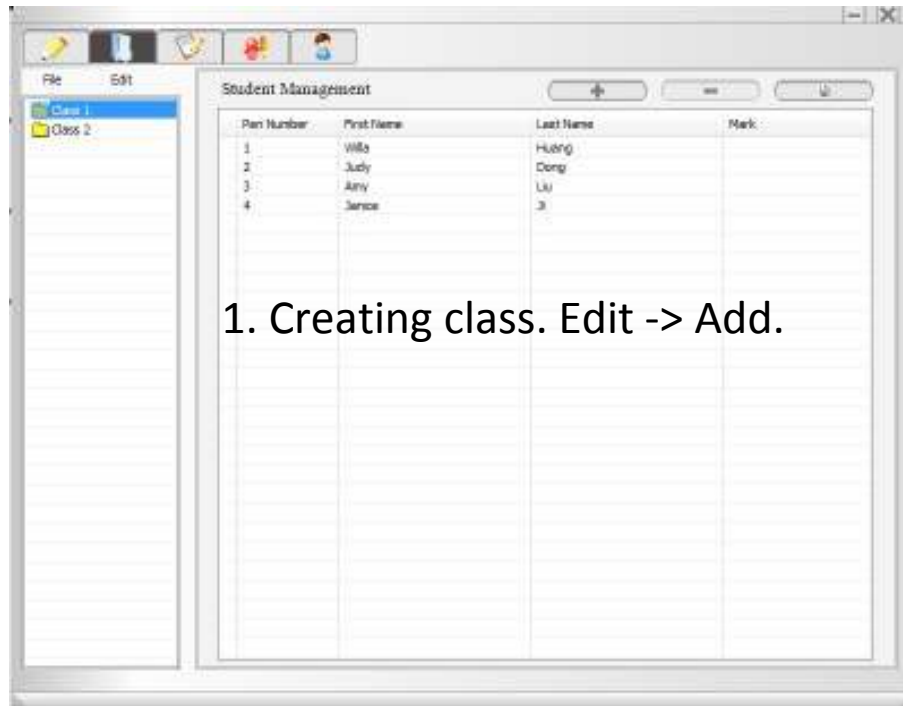 File Edit
Class 1
Class 2
Student Management
Pen Number First Name Last Name Mark
1 Willa Huang
2 Judy Dong
3 Amy Liu
4 Janice Ji
1. Creating class. Edit -> Add.